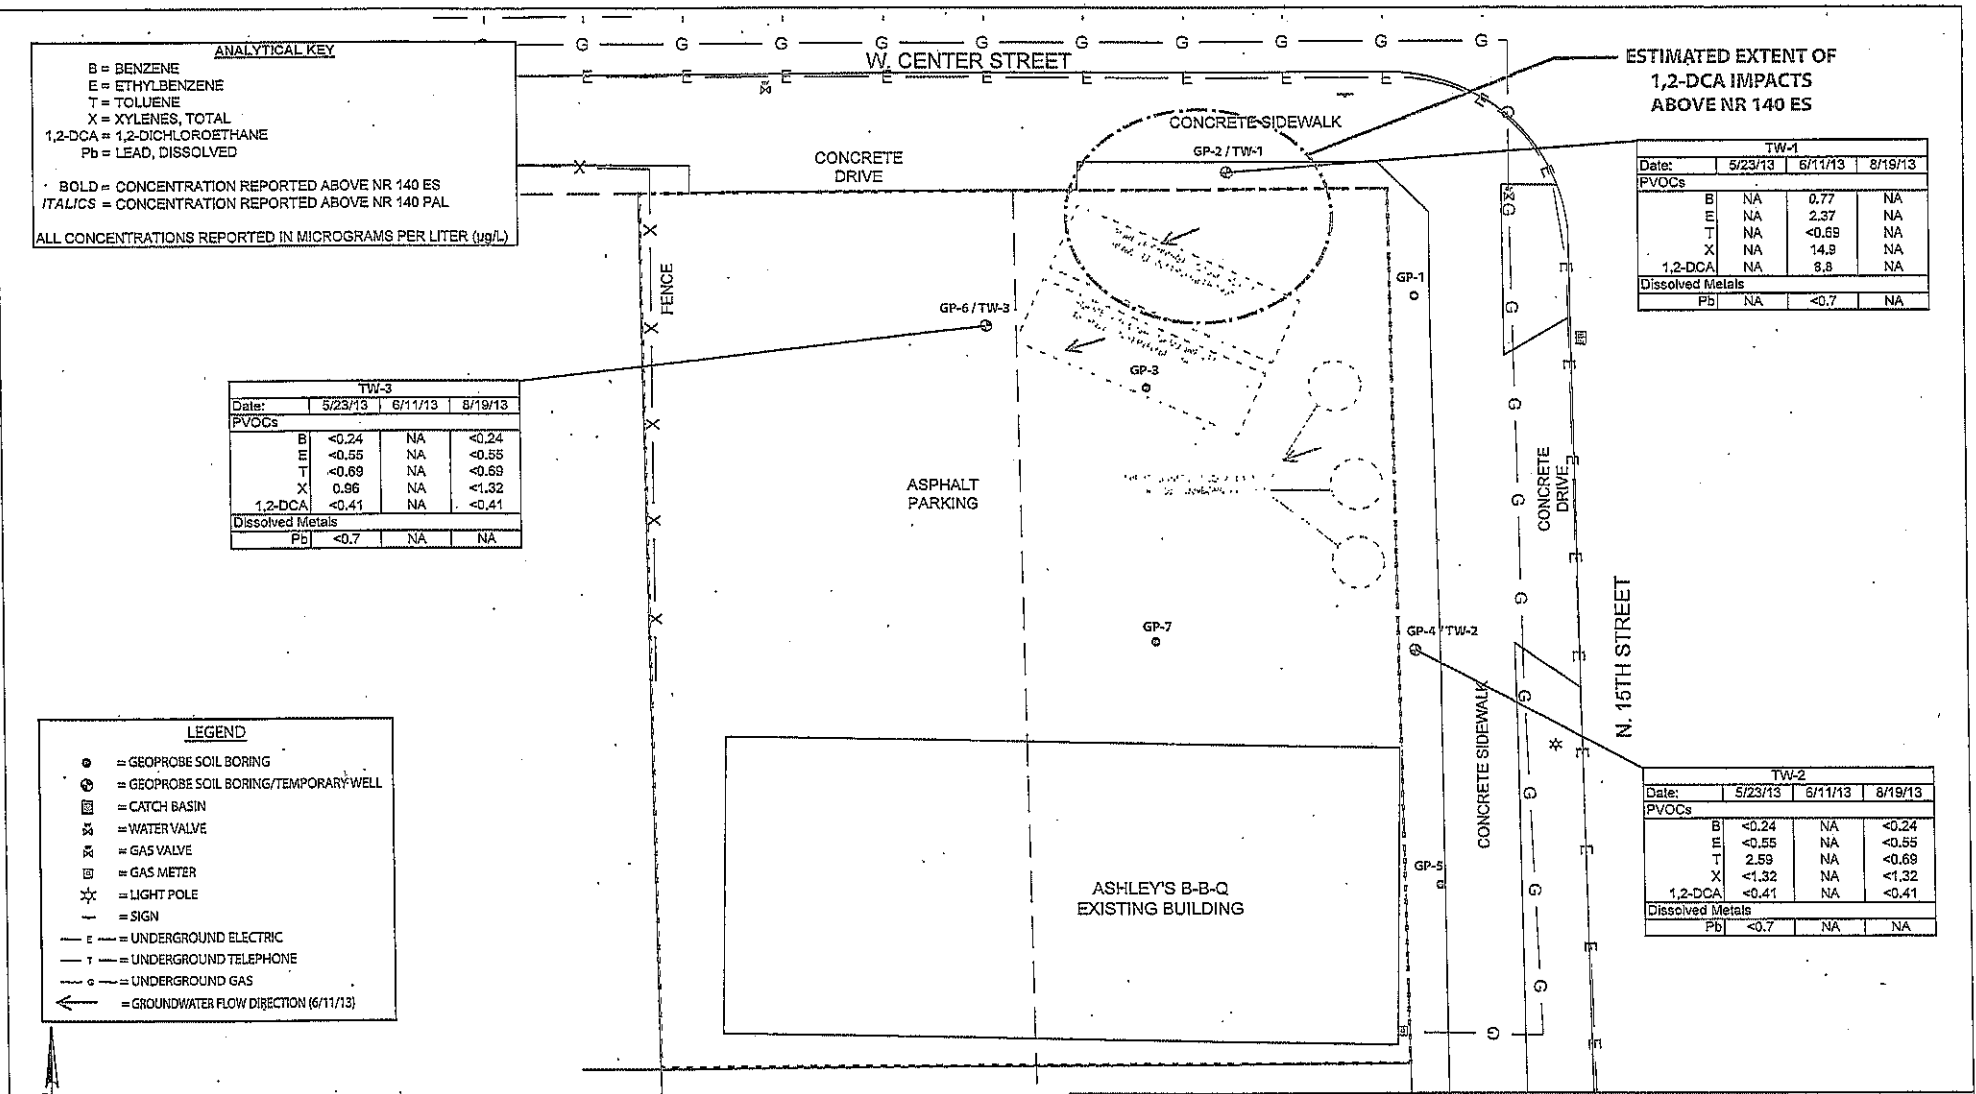 ANALYTICAL KEY
B = BENZENE
E = ETHYLBENZENE
T = TOLUENE
X = XYLENES, TOTAL
1,2-DCA = 1,2-DICHLOROETHANE
Pb = LEAD, DISSOLVED
BOLD = CONCENTRATION REPORTED ABOVE NR 140 ES
ITALICS = CONCENTRATION REPORTED ABOVE NR 140 PAL
ALL CONCENTRATIONS REPORTED IN MICROGRAMS PER LITER (µg/L)
G G G G G G G G G G
W. CENTER STREET
E E E E E E E E E E
ESTIMATED EXTENT OF
1,2-DCA IMPACTS
ABOVE NR 140 ES
CONCRETE SIDEWALK
CONCRETE
DRIVE
GP-2 / TW-1
TW-1
Date: 5/23/13 6/11/13 8/19/13
PVOCs
B NA 0.77 NA
E NA 2.37 NA
T NA <0.69 NA
X NA 14.9 NA
1,2-DCA NA 8.8 NA
Dissolved Metals
Pb NA <0.7 NA
FENCE
X X X X X X
GP-1
GP-6 / TW-3
GP-3
TW-3
Date: 5/23/13 6/11/13 8/19/13
PVOCs
B <0.24 NA <0.24
E <0.55 NA <0.55
T <0.69 NA <0.69
X 0.96 NA <1.32
1,2-DCA <0.41 NA <0.41
Dissolved Metals
Pb <0.7 NA NA
ASPHALT
PARKING
CONCRETE
DRIVE
GP-7
GP-4 / TW-2
N. 15TH STREET
CONCRETE SIDEWALK
LEGEND
= GEOPROBE SOIL BORING
= GEOPROBE SOIL BORING/TEMPORARY WELL
= CATCH BASIN
= WATER VALVE
= GAS VALVE
= GAS METER
= LIGHT POLE
= SIGN
E = UNDERGROUND ELECTRIC
T = UNDERGROUND TELEPHONE
G = UNDERGROUND GAS
= GROUNDWATER FLOW DIRECTION (6/11/13)
TW-2
Date: 5/23/13 6/11/13 8/19/13
PVOCs
B <0.24 NA <0.24
E <0.55 NA <0.55
T 2.59 NA <0.69
X <1.32 NA <1.32
1,2-DCA <0.41 NA <0.41
Dissolved Metals
Pb <0.7 NA NA
GP-5
ASHLEY'S B-B-Q
EXISTING BUILDING